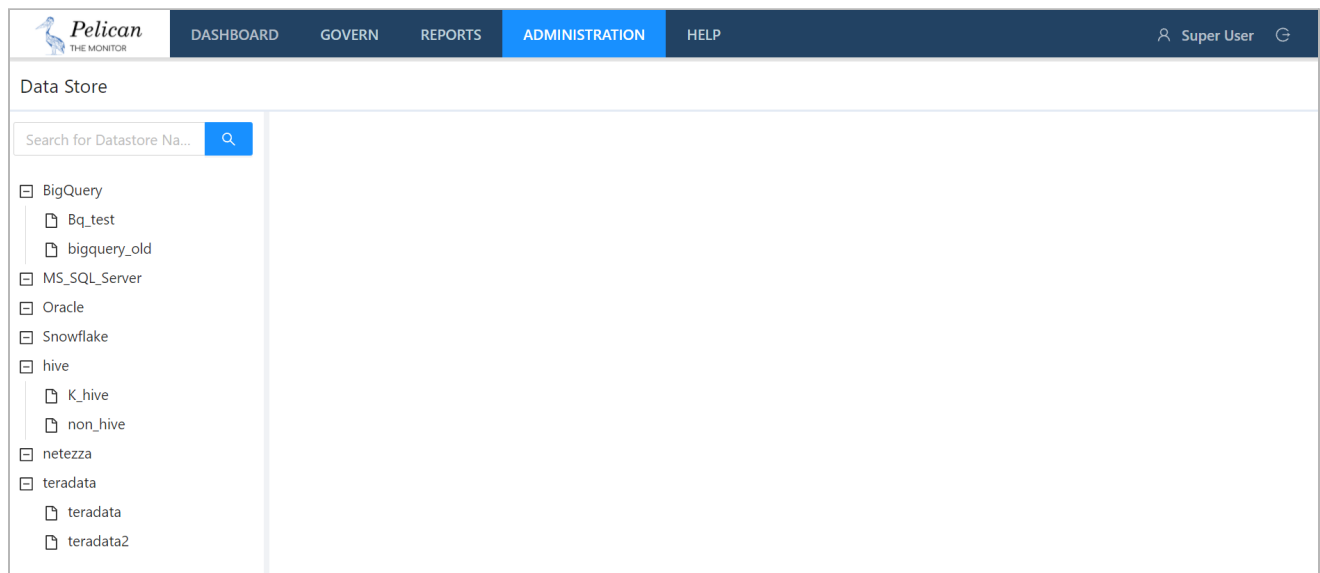 Pelican
THE MONITOR
DASHBOARD GOVERN REPORTS ADMINISTRATION HELP Super User
Data Store
Search for Datastore Na...
BigQuery
Bq_test
bigquery_old
MS_SQL_Server
Oracle
Snowflake
hive
K_hive
non_hive
netezza
teradata
teradata
teradata2